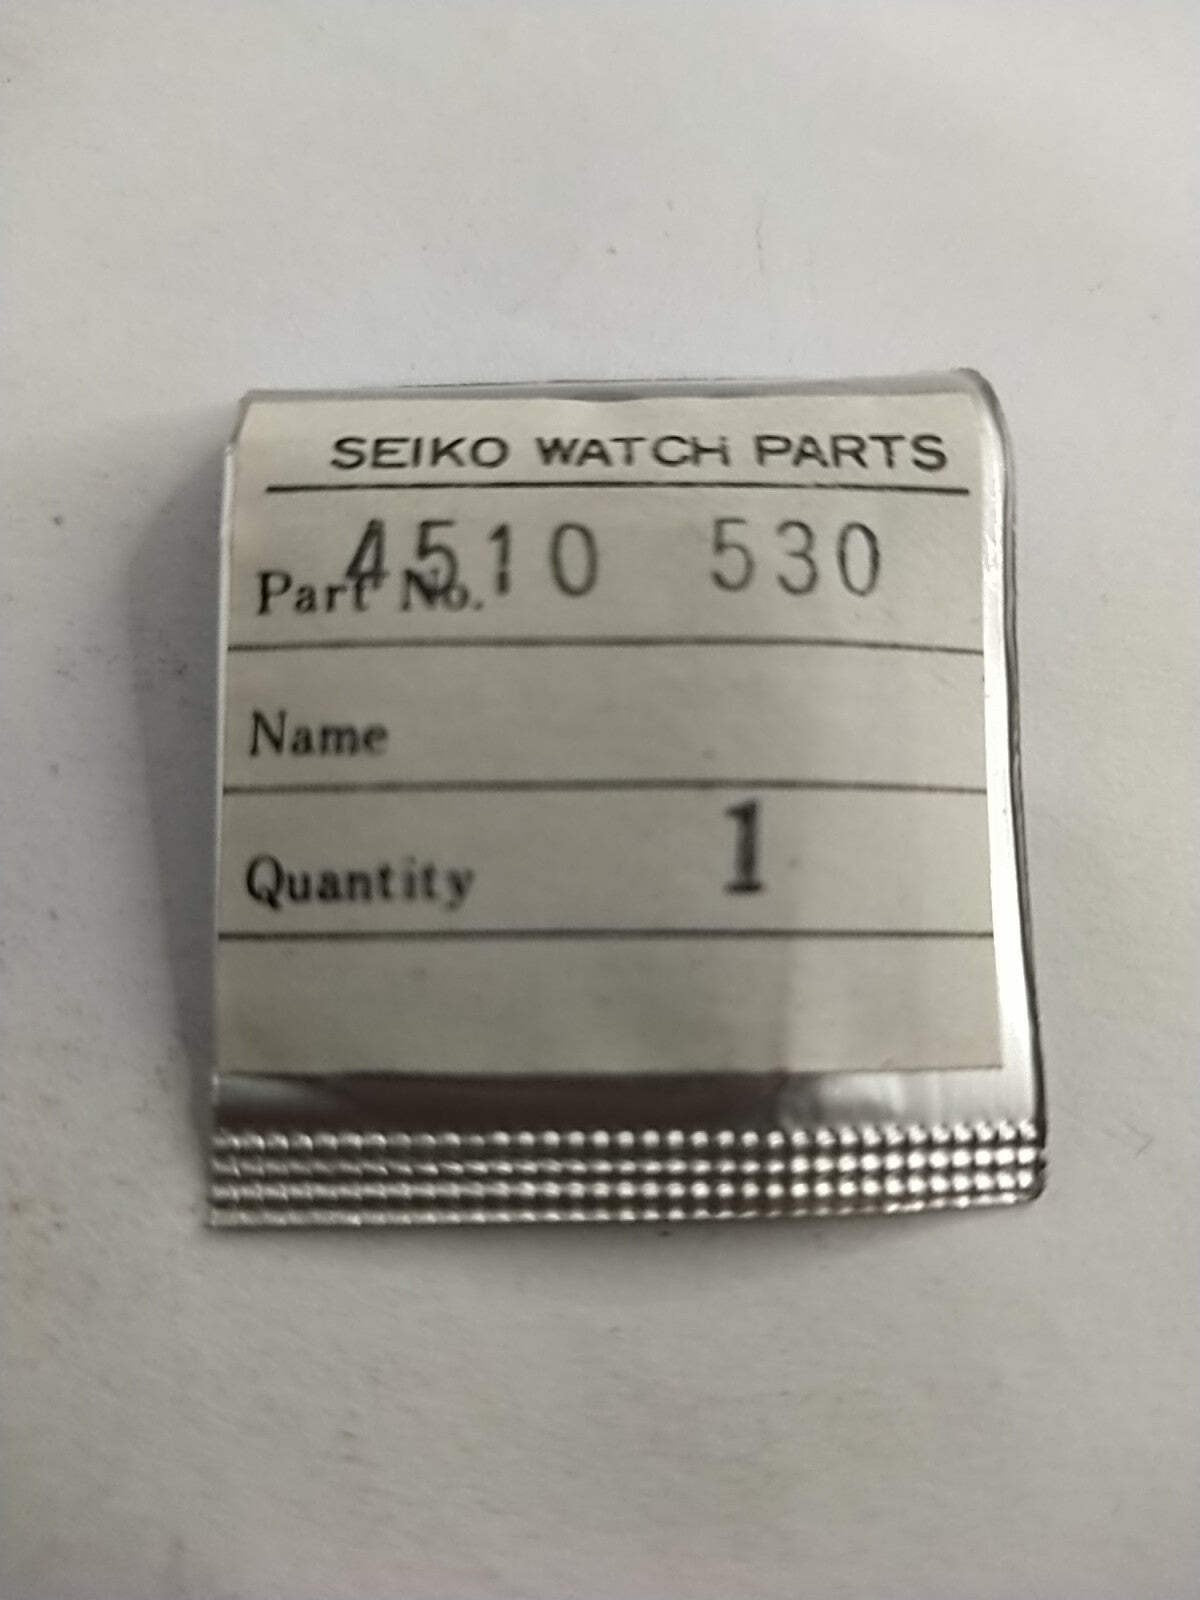 SEIKO WATCH PARTS
Part No. 4510 530
Name
Quantity 1